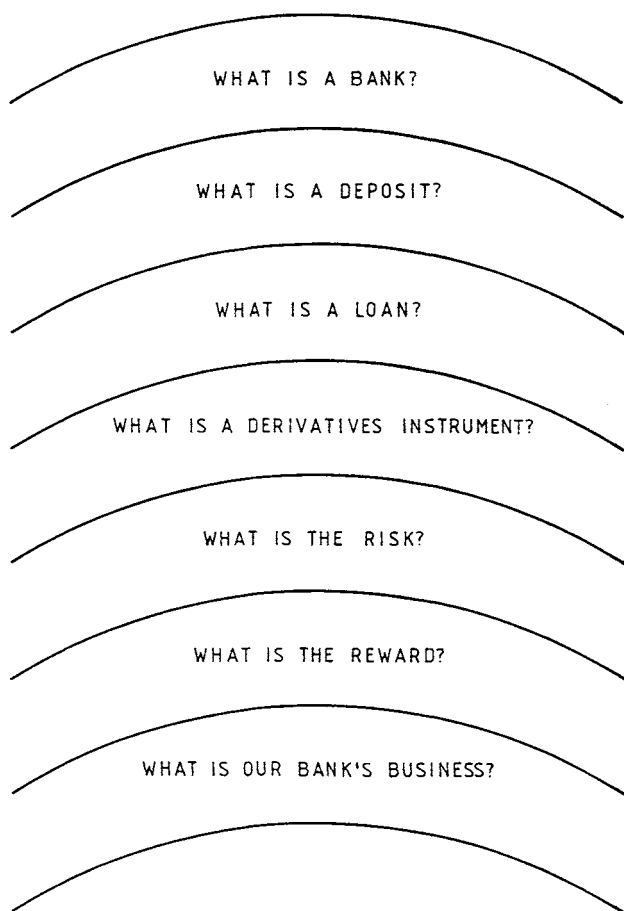 WHAT IS A BANK?
WHAT IS A DEPOSIT?
WHAT IS A LOAN?
WHAT IS A DERIVATIVES INSTRUMENT?
WHAT IS THE RISK?
WHAT IS THE REWARD?
WHAT IS OUR BANK'S BUSINESS?